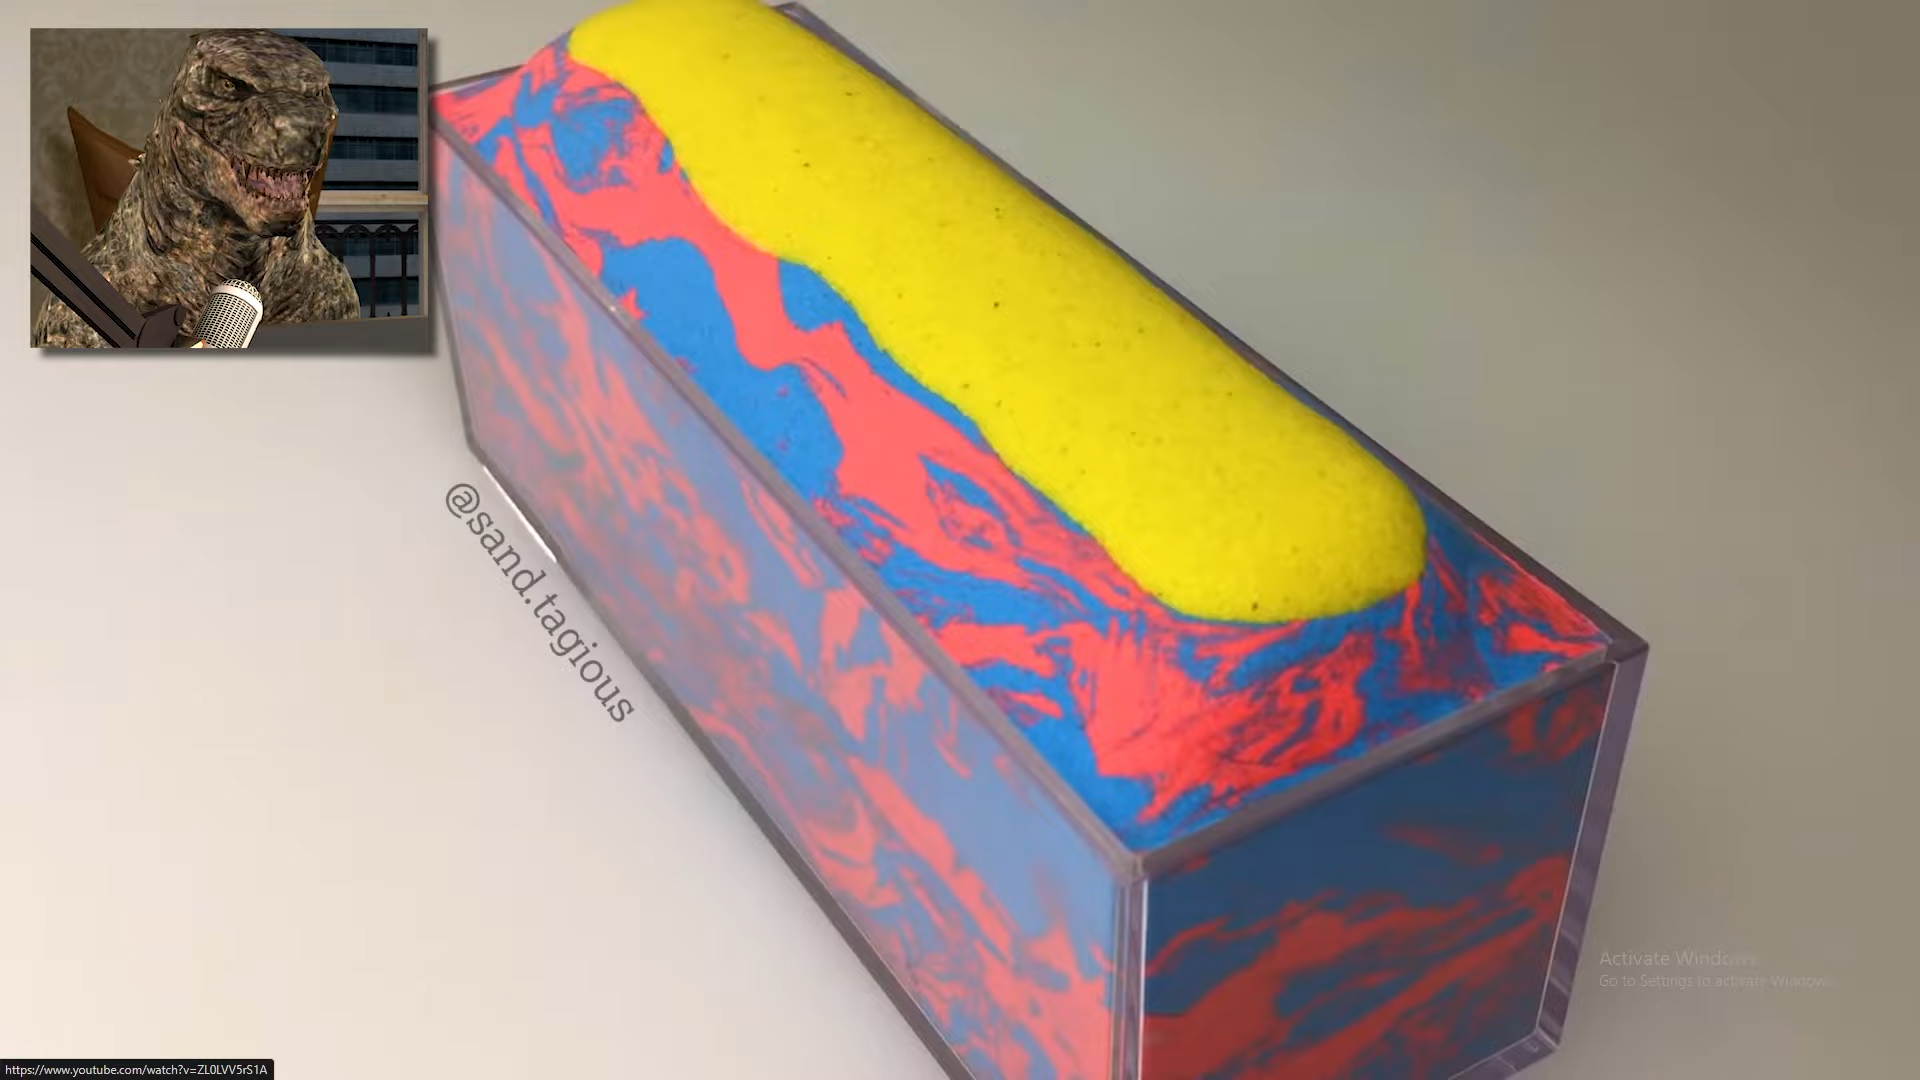 @sand.tagious
Activate Windows
Go to Settings to activate Windows.
https://www.youtube.com/watch?v=ZL0LVV5rS1A